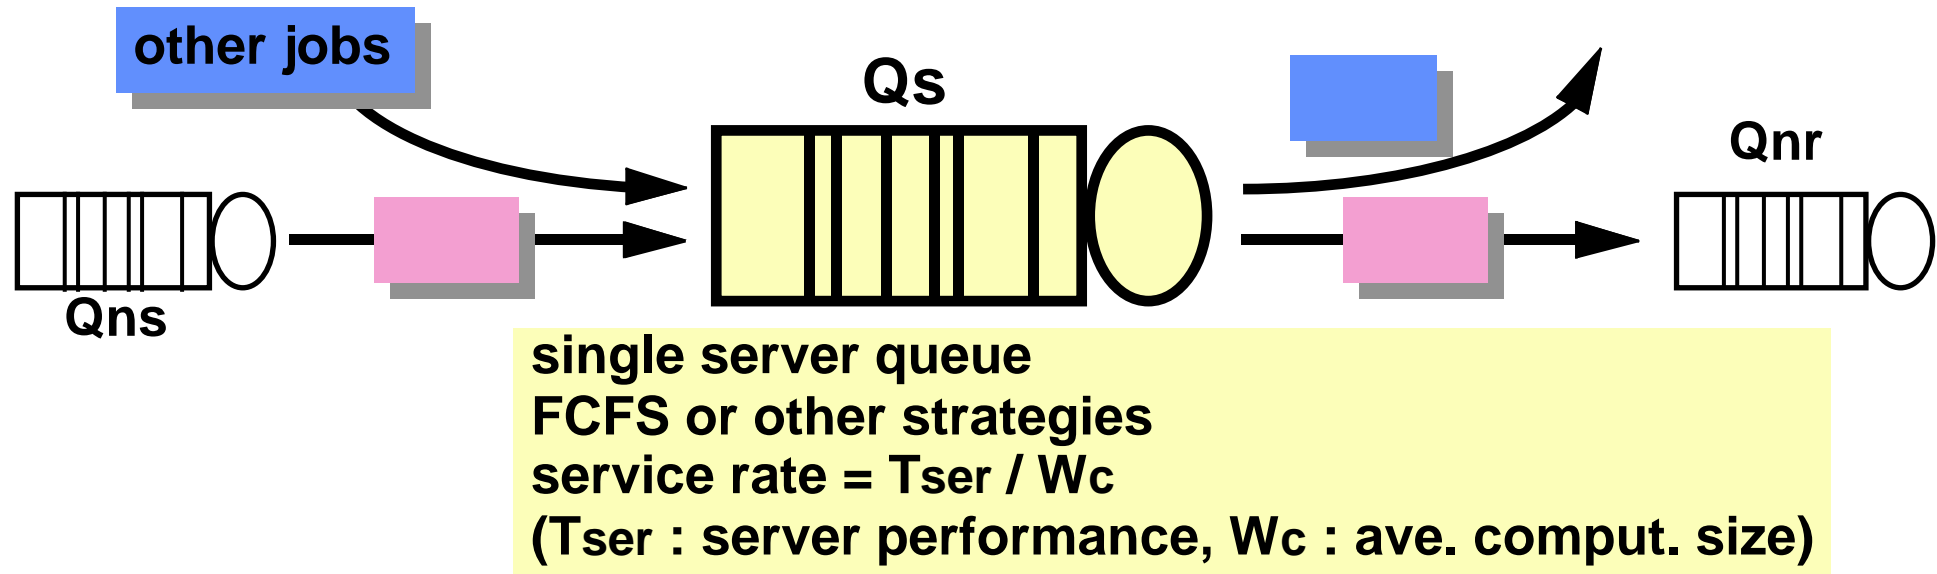 other jobs
Qs
Qnr
Qns
single server queue
FCFS or other strategies
service rate = Tser / Wc
(Tser : server performance, Wc : ave. comput. size)